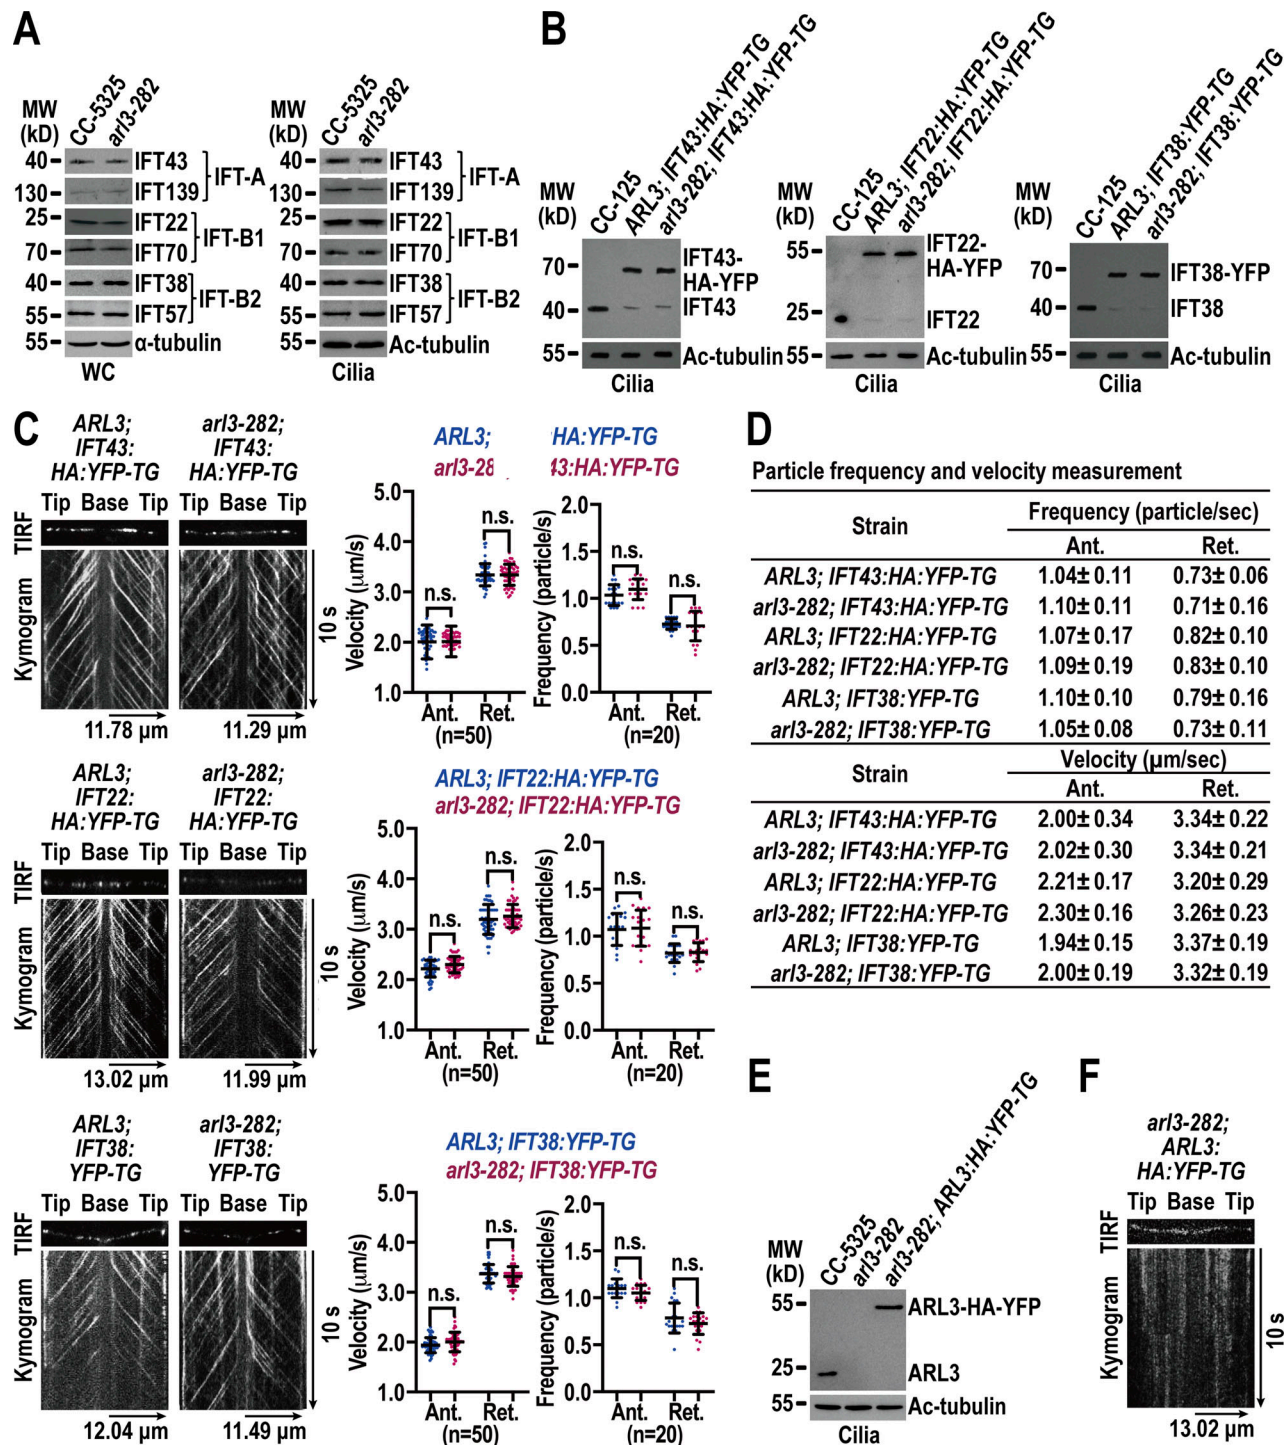 A
MW
(kD)
CC-5325
arl3-282
40
IFT43
130
IFT139
IFT-A
25
IFT22
70
IFT70
IFT-B1
40
IFT38
55
IFT57
IFT-B2
55
α-tubulin
WC
MW
(kD)
CC-5325
arl3-282
40
IFT43
130
IFT139
IFT-A
25
IFT22
70
IFT70
IFT-B1
40
IFT38
55
IFT57
IFT-B2
55
Ac-tubulin
Cilia
B
MW
(kD)
CC-125
ARL3; IFT43:HA:YFP-TG
arl3-282; IFT43:HA:YFP-TG
70
IFT43-
HA-YFP
40
IFT43
55
Ac-tubulin
Cilia
MW
(kD)
CC-125
ARL3; IFT22:HA:YFP-TG
arl3-282; IFT22:HA:YFP-TG
55
IFT22-
HA-YFP
25
IFT22
55
Ac-tubulin
Cilia
MW
(kD)
CC-125
ARL3; IFT38:YFP-TG
arl3-282; IFT38:YFP-TG
70
IFT38-YFP
40
IFT38
55
Ac-tubulin
Cilia
C
ARL3;
IFT43:
HA:YFP-TG
arl3-282;
IFT43:
HA:YFP-TG
Tip Base Tip
Tip Base Tip
TIRF
Kymogram
10 s
11.78 µm
11.29 µm
ARL3; HA:YFP-TG
arl3-28 43:HA:YFP-TG
Velocity (µm/s)
5.0
4.0
3.0
2.0
1.0
n.s.
n.s.
Ant. Ret.
(n=50)
Frequency (particle/s)
2.0
1.5
1.0
0.5
0.0
n.s.
n.s.
Ant. Ret.
(n=20)
ARL3;
IFT22:
HA:YFP-TG
arl3-282;
IFT22:
HA:YFP-TG
Tip Base Tip
Tip Base Tip
TIRF
Kymogram
10 s
13.02 µm
11.99 µm
ARL3; IFT22:HA:YFP-TG
arl3-282; IFT22:HA:YFP-TG
Velocity (µm/s)
5.0
4.0
3.0
2.0
1.0
n.s.
n.s.
Ant. Ret.
(n=50)
Frequency (particle/s)
2.0
1.5
1.0
0.5
0.0
n.s.
n.s.
Ant. Ret.
(n=20)
ARL3;
IFT38:
YFP-TG
arl3-282;
IFT38:
YFP-TG
Tip Base Tip
Tip Base Tip
TIRF
Kymogram
10 s
12.04 µm
11.49 µm
ARL3; IFT38:YFP-TG
arl3-282; IFT38:YFP-TG
Velocity (µm/s)
5.0
4.0
3.0
2.0
1.0
n.s.
n.s.
Ant. Ret.
(n=50)
Frequency (particle/s)
2.0
1.5
1.0
0.5
0.0
n.s.
n.s.
Ant. Ret.
(n=20)
D
Particle frequency and velocity measurement
Strain Frequency (particle/sec)
Ant. Ret.
ARL3; IFT43:HA:YFP-TG 1.04± 0.11 0.73± 0.06
arl3-282; IFT43:HA:YFP-TG 1.10± 0.11 0.71± 0.16
ARL3; IFT22:HA:YFP-TG 1.07± 0.17 0.82± 0.10
arl3-282; IFT22:HA:YFP-TG 1.09± 0.19 0.83± 0.10
ARL3; IFT38:YFP-TG 1.10± 0.10 0.79± 0.16
arl3-282; IFT38:YFP-TG 1.05± 0.08 0.73± 0.11
Strain Velocity (µm/sec)
Ant. Ret.
ARL3; IFT43:HA:YFP-TG 2.00± 0.34 3.34± 0.22
arl3-282; IFT43:HA:YFP-TG 2.02± 0.30 3.34± 0.21
ARL3; IFT22:HA:YFP-TG 2.21± 0.17 3.20± 0.29
arl3-282; IFT22:HA:YFP-TG 2.30± 0.16 3.26± 0.23
ARL3; IFT38:YFP-TG 1.94± 0.15 3.37± 0.19
arl3-282; IFT38:YFP-TG 2.00± 0.19 3.32± 0.19
E
MW
(kD)
CC-5325
arl3-282
arl3-282; ARL3:HA:YFP-TG
55
ARL3-HA-YFP
25
ARL3
55
Ac-tubulin
Cilia
F
arl3-282;
ARL3:
HA:YFP-TG
Tip Base Tip
TIRF
Kymogram
10 s
13.02 µm